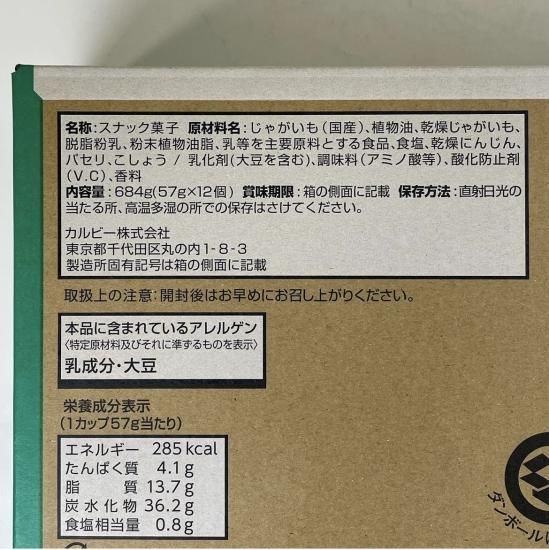 名称:スナック菓子 原材料名:じゃがいも(国産)、植物油、乾燥じゃがいも、
脱脂粉乳、粉末植物油脂、乳等を主要原料とする食品、食塩、乾燥にんじん、
パセリ、こしょう / 乳化剤(大豆を含む)、調味料(アミノ酸等)、酸化防止剤
(V.C)、香料
内容量:684g(57g×12個) 賞味期限:箱の側面に記載 保存方法:直射日光の
当たる所、高温多湿の所での保存はさけてください。
カルビー株式会社
東京都千代田区丸の内1-8-3
製造所固有記号は箱の側面に記載
取扱上の注意:開封後はお早めにお召し上がりください。
本品に含まれているアレルゲン
〈特定原材料及びそれに準ずるものを表示〉
乳成分・大豆
栄養成分表示
(1カップ57g当たり)
エネルギー 285kcal
たんぱく質 4.1g
脂質 13.7g
炭水化物 36.2g
食塩相当量 0.8g
ダンボール